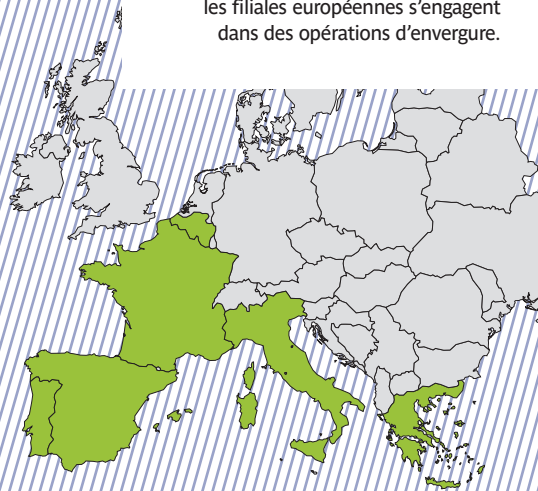 les filiales européennes s’engagent
dans des opérations d’envergure.